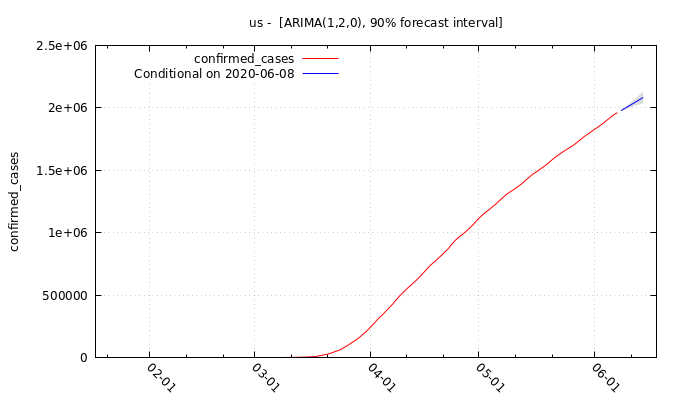 us - [ARIMA(1,2,0), 90% forecast interval]
confirmed_cases
Conditional on 2020-06-08
confirmed_cases
2.5e+06
2e+06
1.5e+06
1e+06
500000
0
02-01
03-01
04-01
05-01
06-01